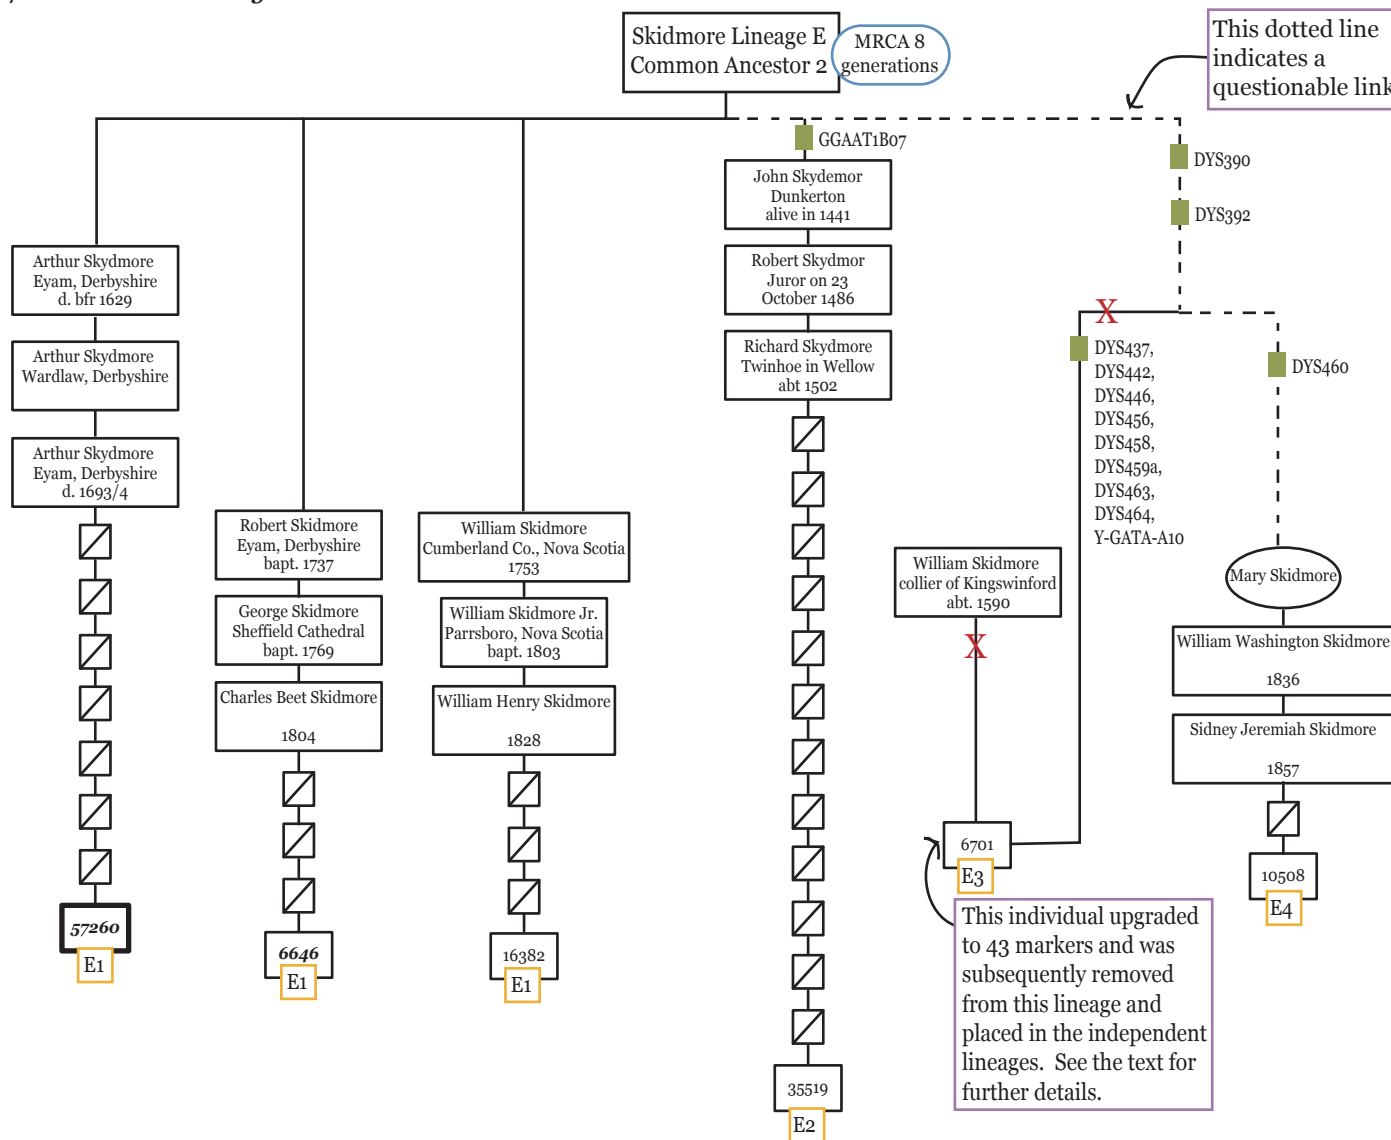 Skidmore Lineage E
Common Ancestor 2
MRCA 8
generations
This dotted line
indicates a
questionable link
GGAAT1B07
DYS390
DYS392
John Skydemor
Dunkerton
alive in 1441
Arthur Skydmore
Eyam, Derbyshire
d. bfr 1629
Robert Skydmor
Juror on 23
October 1486
X
Arthur Skydmore
Wardlaw, Derbyshire
Richard Skydmore
Twinhoe in Wellow
abt 1502
DYS437,
DYS442,
DYS446,
DYS456,
DYS458,
DYS459a,
DYS463,
DYS464,
Y-GATA-A10
DYS460
Arthur Skydmore
Eyam, Derbyshire
d. 1693/4
Robert Skidmore
Eyam, Derbyshire
bapt. 1737
William Skidmore
Cumberland Co., Nova Scotia
1753
William Skidmore
collier of Kingswinford
abt. 1590
Mary Skidmore
George Skidmore
Sheffield Cathedral
bapt. 1769
William Skidmore Jr.
Parrsboro, Nova Scotia
bapt. 1803
X
William Washington Skidmore
1836
Charles Beet Skidmore
1804
William Henry Skidmore
1828
Sidney Jeremiah Skidmore
1857
6701
E3
10508
E4
57260
E1
6646
E1
16382
E1
This individual upgraded
to 43 markers and was
subsequently removed
from this lineage and
placed in the independent
lineages.  See the text for
further details.
35519
E2